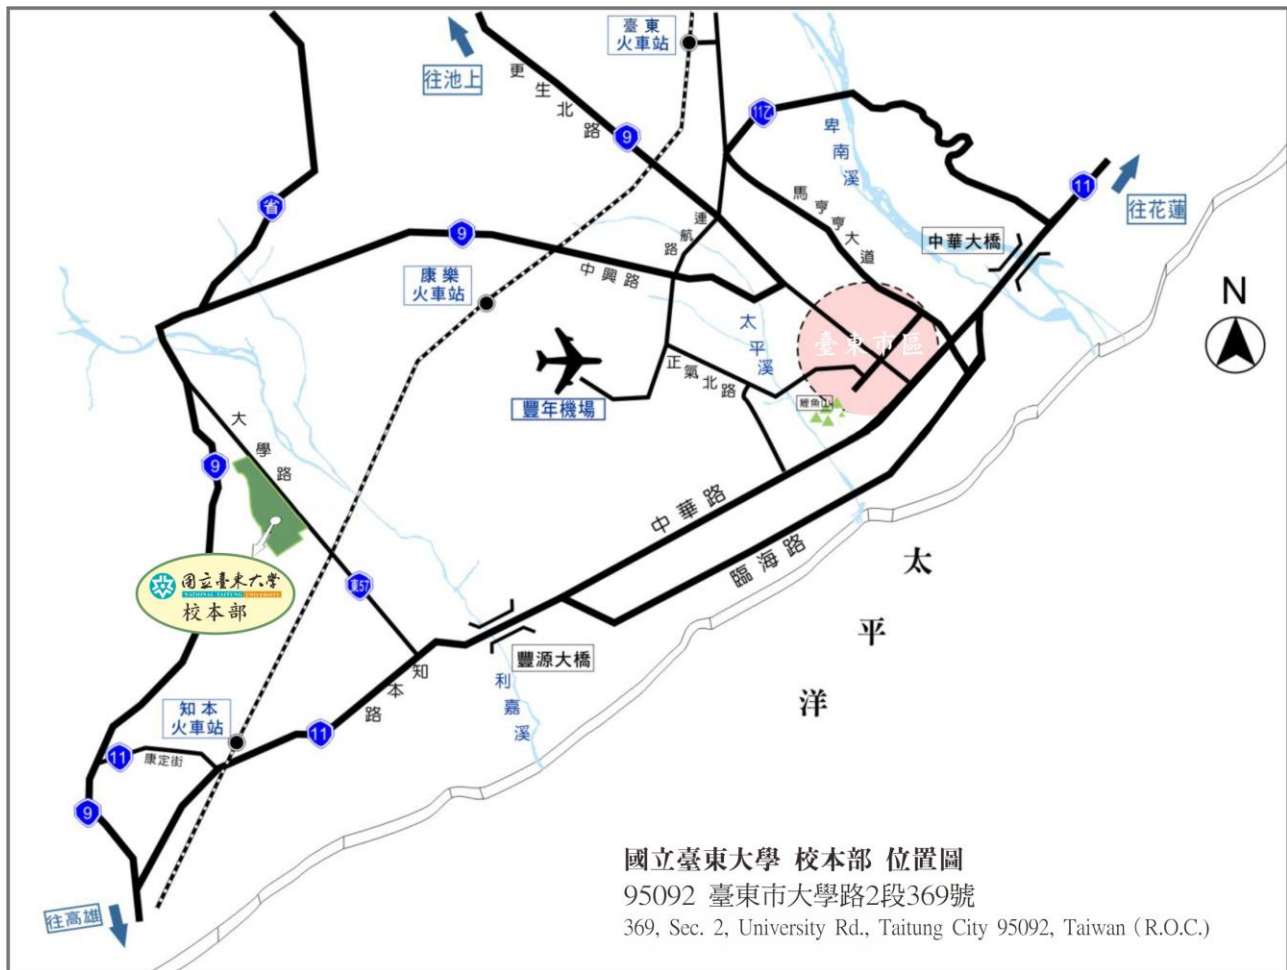 臺東
火車站
往池上
更生北路
9
11乙
卑南溪
11
往花蓮
省
9
連航路
馬亨亨大道
中華大橋
康樂
火車站
中興路
N
太平溪
臺東市區
正氣北路
豐年機場
鯉魚山
大學路
9
中華路
臨海路
太平洋
國立臺東大學
NATIONAL TAITUNG UNIVERSITY
校本部
東57
豐源大橋
知本路
利嘉溪
知本
火車站
11
11
康定街
9
往高雄
國立臺東大學 校本部 位置圖
95092 臺東市大學路2段369號
369, Sec. 2, University Rd., Taitung City 95092, Taiwan (R.O.C.)